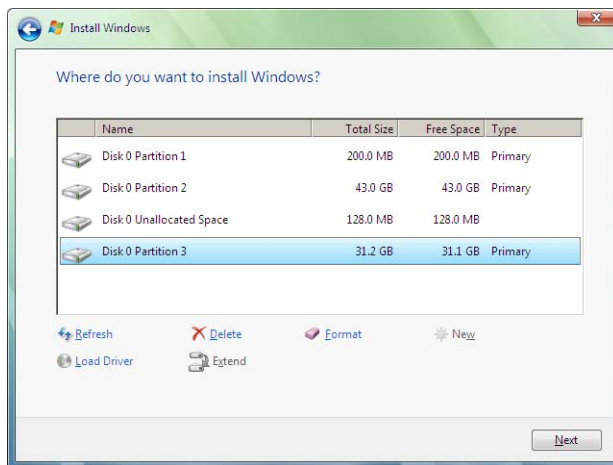 Install Windows
Where do you want to install Windows?
Name Total Size Free Space Type
Disk 0 Partition 1 200.0 MB 200.0 MB Primary
Disk 0 Partition 2 43.0 GB 43.0 GB Primary
Disk 0 Unallocated Space 128.0 MB 128.0 MB
Disk 0 Partition 3 31.2 GB 31.1 GB Primary
Refresh Delete Format New
Load Driver Extend
Next